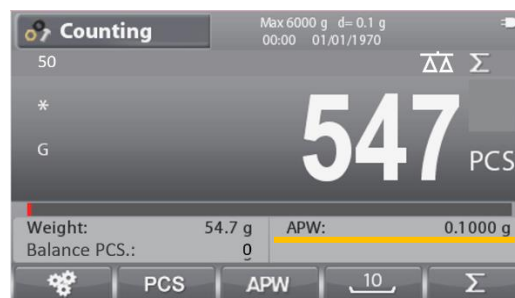 Counting
Max 6000 g d= 0.1 g
00:00 01/01/1970
50
Σ
*
G
547 PCS
Weight: 54.7 g APW: 0.1000 g
Balance PCS.: 0
PCS APW 10 Σ